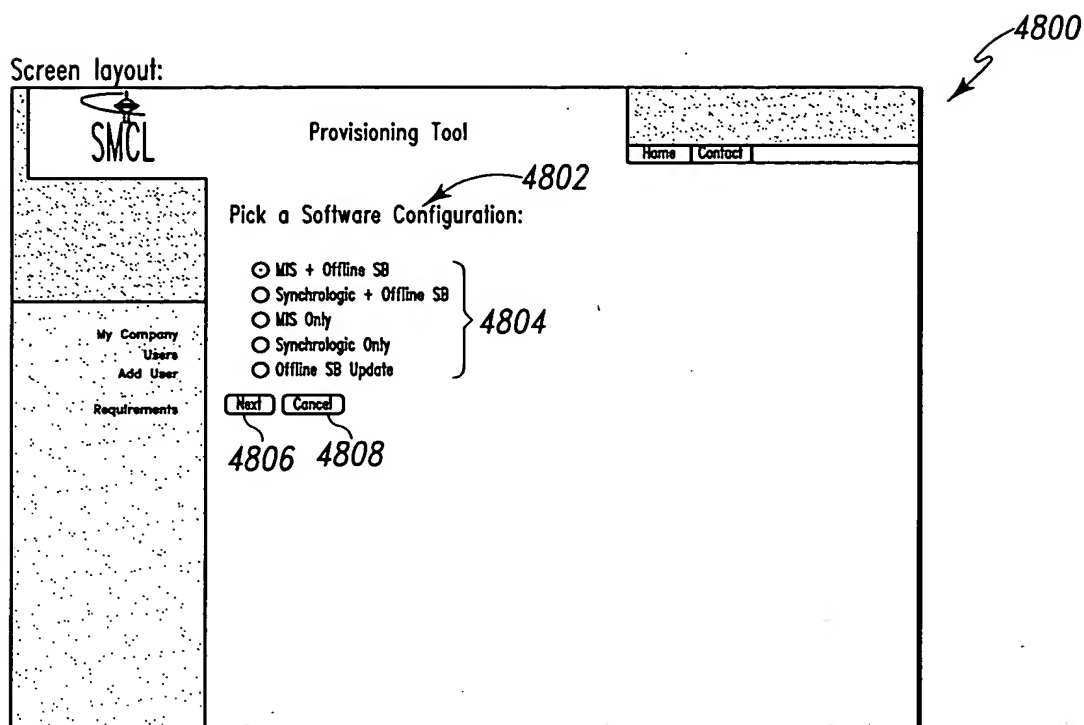 4800
Screen layout:
SMCL
Provisioning Tool
Home Contact
4802
Pick a Software Configuration:
MIS + Offline SB
Synchrologic + Offline SB
MIS Only
Synchrologic Only
Offline SB Update
4804
My Company
Users
Add User
Requirements
Next Cancel
4806 4808